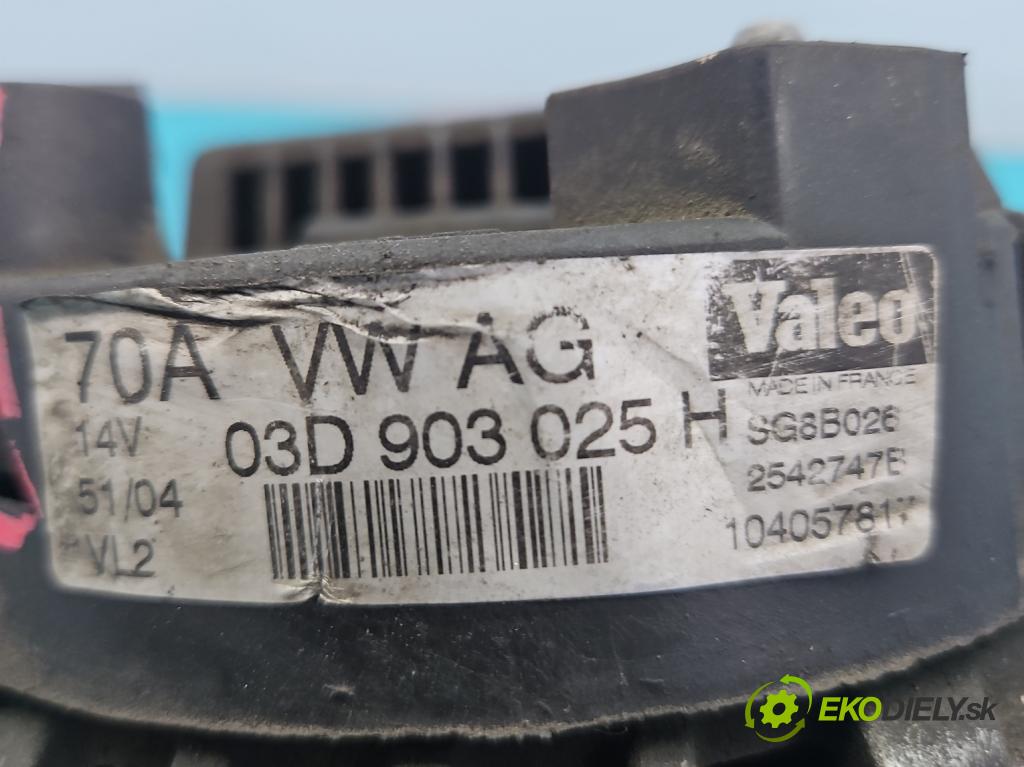 70A VW AG
14V
51/04
VL2
03D 903 025 H
Valeo
MADE IN FRANCE
SG8B026
2542747B
EKODIELY.sk